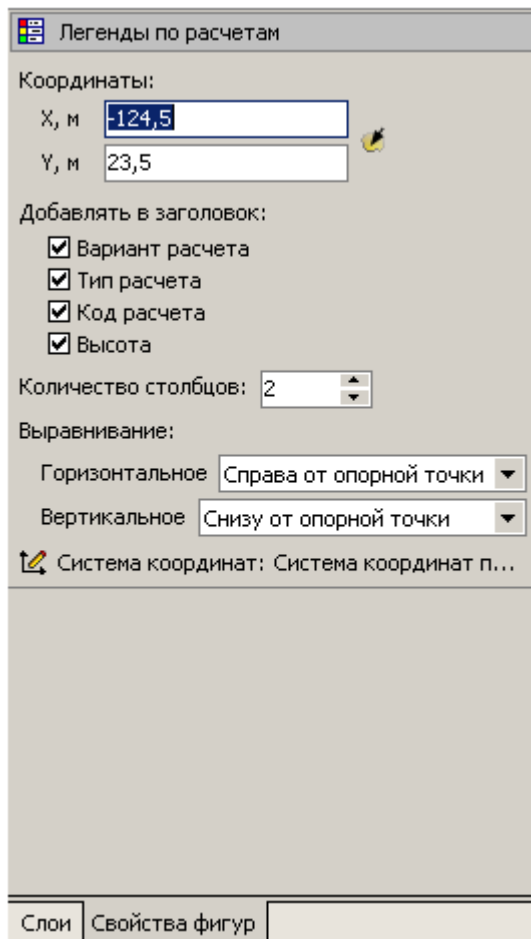 Легенды по расчетам
Координаты:
X, м -124,5
Y, м 23,5
Добавлять в заголовок:
Вариант расчета
Тип расчета
Код расчета
Высота
Количество столбцов: 2
Выравнивание:
Горизонтальное Справа от опорной точки
Вертикальное Снизу от опорной точки
Система координат: Система координат п...
Слои Свойства фигур